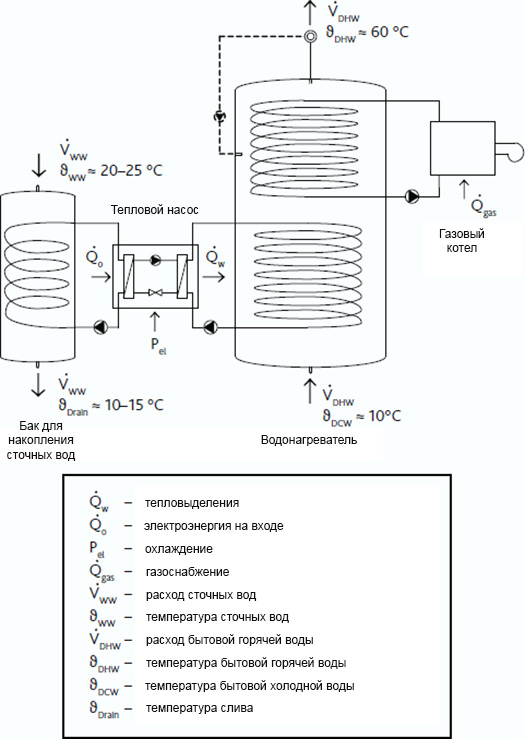 V̇DHW
ϑDHW ≈ 60 °C
V̇WW
ϑWW ≈ 20–25 °C
Тепловой насос
Q̇o
Q̇w
Pel
Q̇gas
Газовый
котел
V̇WW
ϑDrain ≈ 10–15 °C
V̇DHW
ϑDCW ≈ 10°C
Бак для
накопления
сточных вод
Водонагреватель
Q̇w – тепловыделения
Q̇o – электроэнергия на входе
Pel – охлаждение
Q̇gas – газоснабжение
V̇WW – расход сточных вод
ϑWW – температура сточных вод
V̇DHW – расход бытовой горячей воды
ϑDHW – температура бытовой горячей воды
ϑDCW – температура бытовой холодной воды
ϑDrain – температура слива